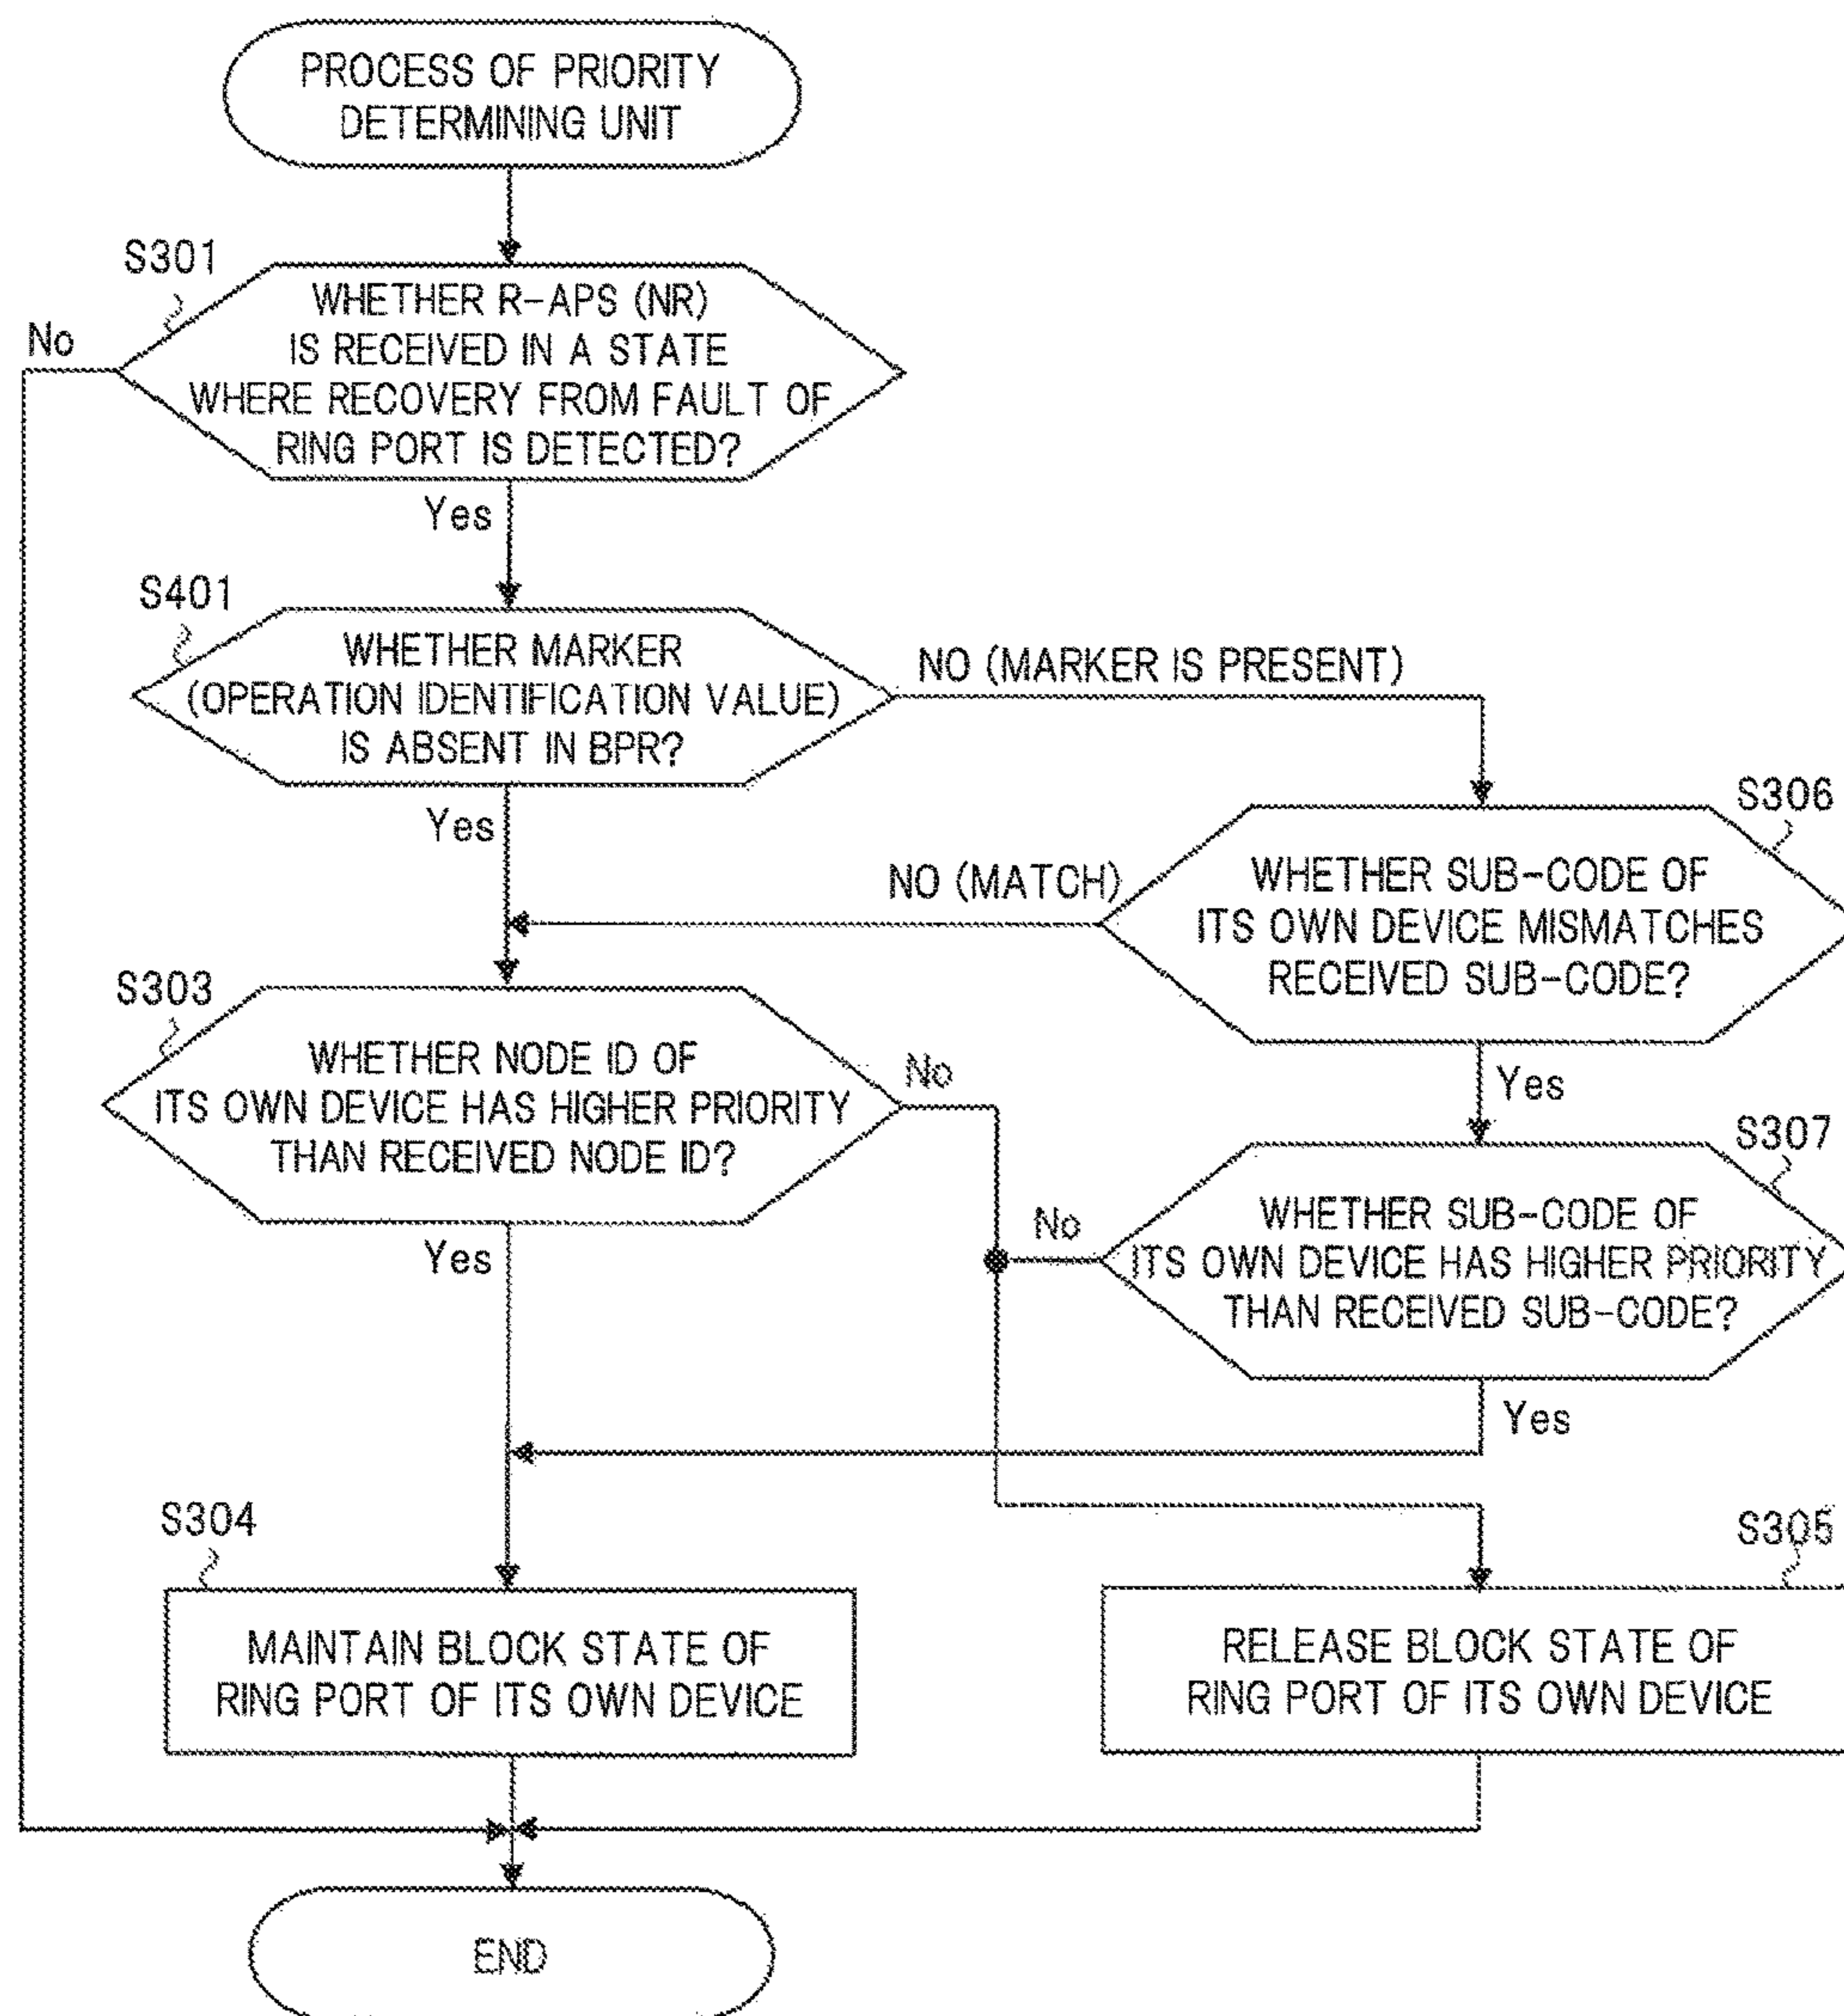 PROCESS OF PRIORITY
DETERMINING UNIT
S301
WHETHER R-APS (NR)
IS RECEIVED IN A STATE
WHERE RECOVERY FROM FAULT OF
RING PORT IS DETECTED?
No
Yes
S401
WHETHER MARKER
(OPERATION IDENTIFICATION VALUE)
IS ABSENT IN BPR?
NO (MARKER IS PRESENT)
Yes
S306
WHETHER SUB-CODE OF
ITS OWN DEVICE MISMATCHES
RECEIVED SUB-CODE?
NO (MATCH)
Yes
S303
WHETHER NODE ID OF
ITS OWN DEVICE HAS HIGHER PRIORITY
THAN RECEIVED NODE ID?
No
Yes
S307
WHETHER SUB-CODE OF
ITS OWN DEVICE HAS HIGHER PRIORITY
THAN RECEIVED SUB-CODE?
No
Yes
S304
MAINTAIN BLOCK STATE OF
RING PORT OF ITS OWN DEVICE
S305
RELEASE BLOCK STATE OF
RING PORT OF ITS OWN DEVICE
END